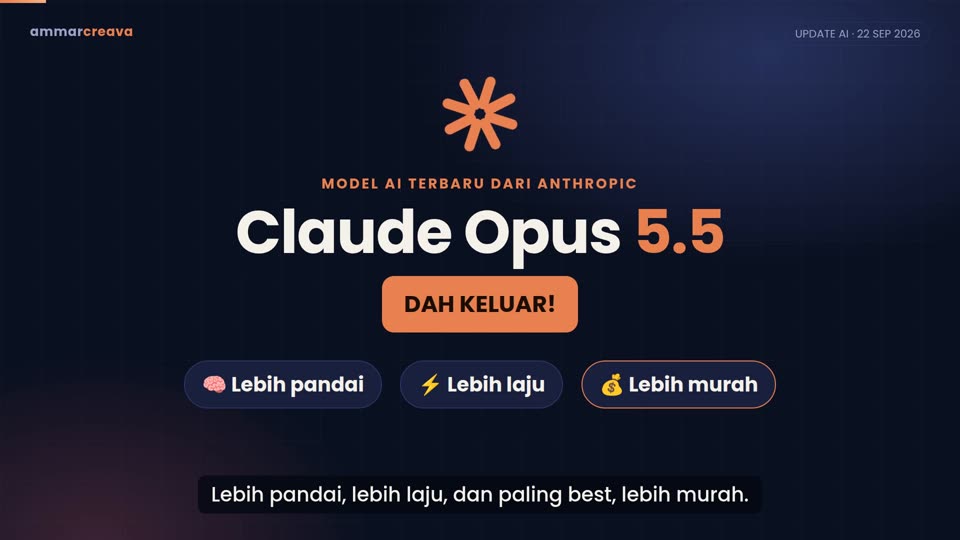 ammarcreava
UPDATE AI · 22 SEP 2026
MODEL AI TERBARU DARI ANTHROPIC
Claude Opus 5.5
DAH KELUAR!
🧠 Lebih pandai
⚡ Lebih laju
💰 Lebih murah
Lebih pandai, lebih laju, dan paling best, lebih murah.